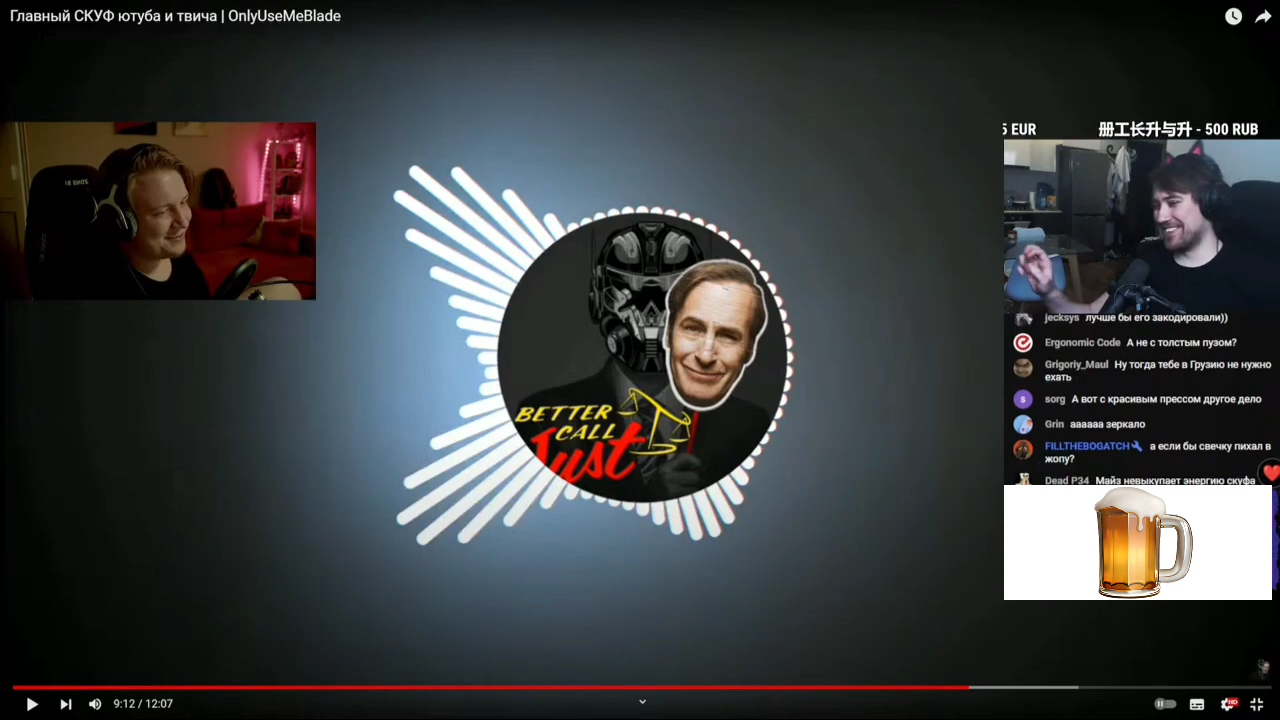 Главный СКУФ ютуба и твича | OnlyUseMeBlade
5 EUR 册工长升与升 - 500 RUB
jecksys лучше бы его закодировали))
Ergonomic Code А не с толстым пузом?
Grigoriy_Maul Ну тогда тебе в Грузию не нужно
ехать
S sorg А вот с красивым прессом другое дело
Grin аааааа зеркало
FILLTHEBOGATCH а если бы свечку пихал в
жопу?
Dead P34 Майз невыкупает энергию скуфа
BETTER
CALL
Just
9:12 / 12:07
HD